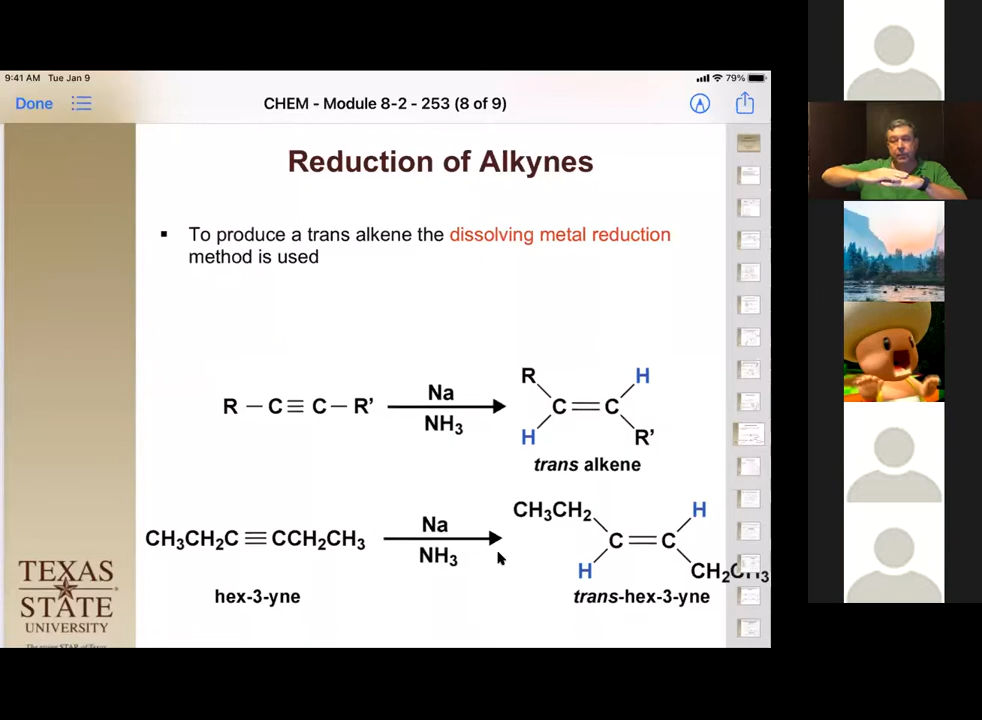 9:41 AM Tue Jan 9
79%
Done
CHEM - Module 8-2 - 253 (8 of 9)
Reduction of Alkynes
▪ To produce a trans alkene the dissolving metal reduction
method is used
R – C ≡ C – R’
Na
NH₃
R
H
C = C
H
R’
trans alkene
CH₃CH₂C ≡ CCH₂CH₃
Na
NH₃
CH₃CH₂
H
C = C
H
CH₂CH₃
hex-3-yne
trans-hex-3-yne
TEXAS
STATE
UNIVERSITY